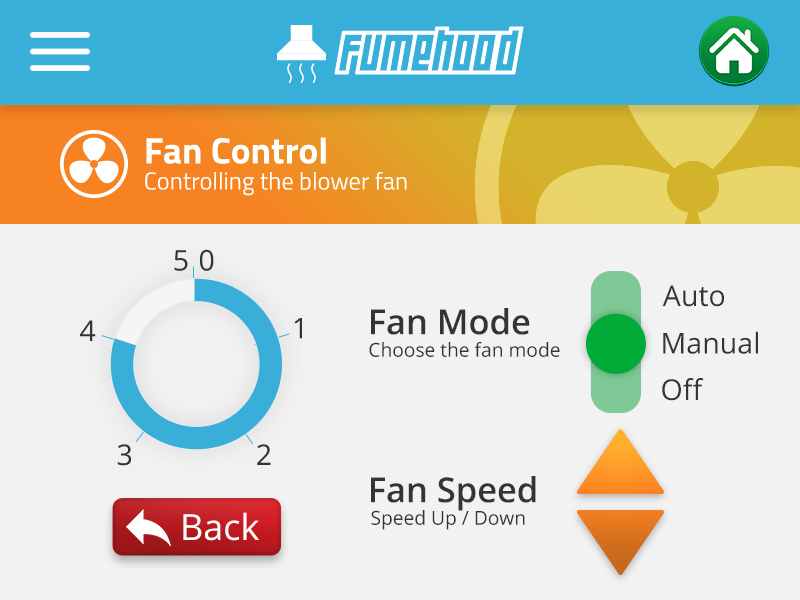 Fumehood
Fan Control
Controlling the blower fan
5 0
4
1
3
2
Back
Fan Mode
Choose the fan mode
Auto
Manual
Off
Fan Speed
Speed Up / Down